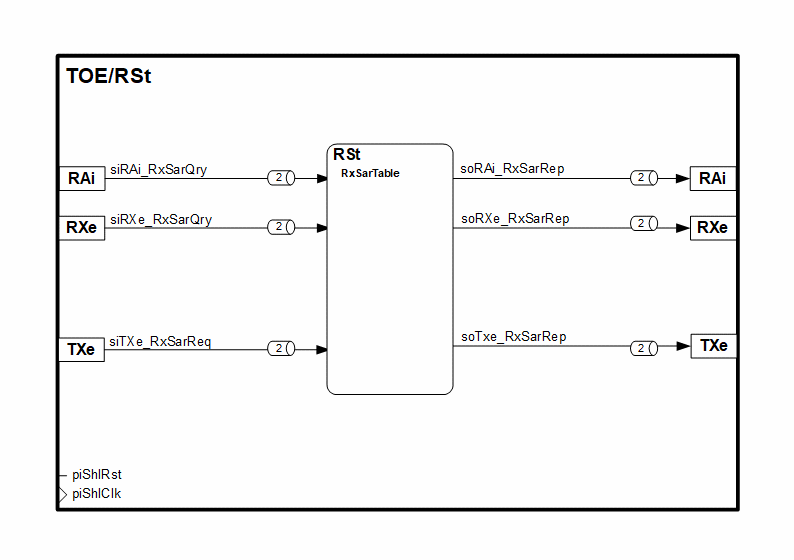 TOE/RSt
RSt
RxSarTable
RAi
siRAi_RxSarQry
2
soRAi_RxSarRep
2
RAi
RXe
siRXe_RxSarQry
2
soRXe_RxSarRep
2
RXe
TXe
siTXe_RxSarReq
2
soTxe_RxSarRep
2
TXe
piShlRst
piShlClk